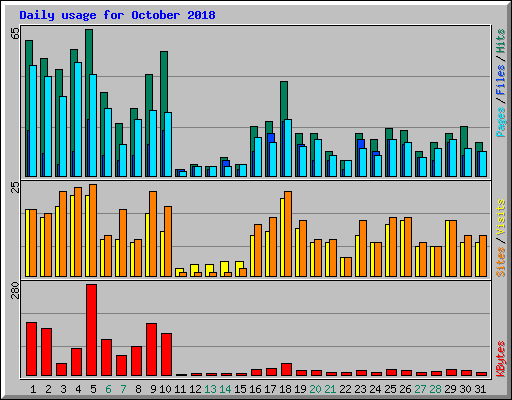 Daily usage for October 2018
65
Pages/Files/Hits
25
Sites/Visits
280
KBytes
1 2 3 4 5 6 7 8 9 10 11 12 13 14 15 16 17 18 19 20 21 22 23 24 25 26 27 28 29 30 31